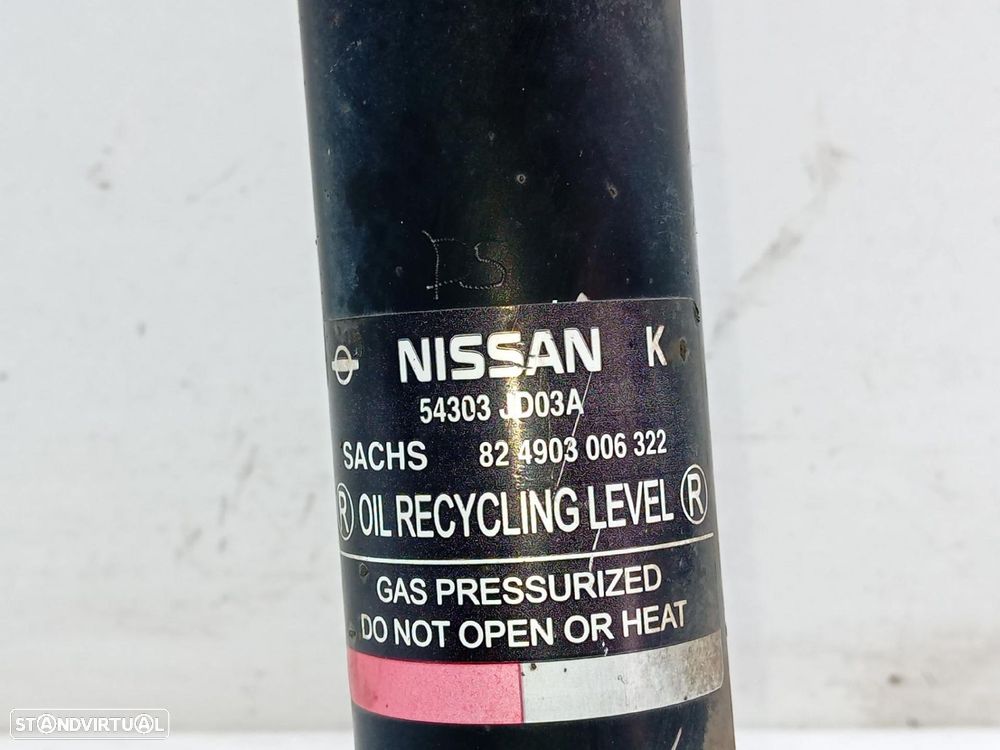 FS
NISSAN K
54303 JD03A
SACHS 82 4903 006 322
® OIL RECYCLING LEVEL ®
GAS PRESSURIZED
DO NOT OPEN OR HEAT
STANDVIRTUAL